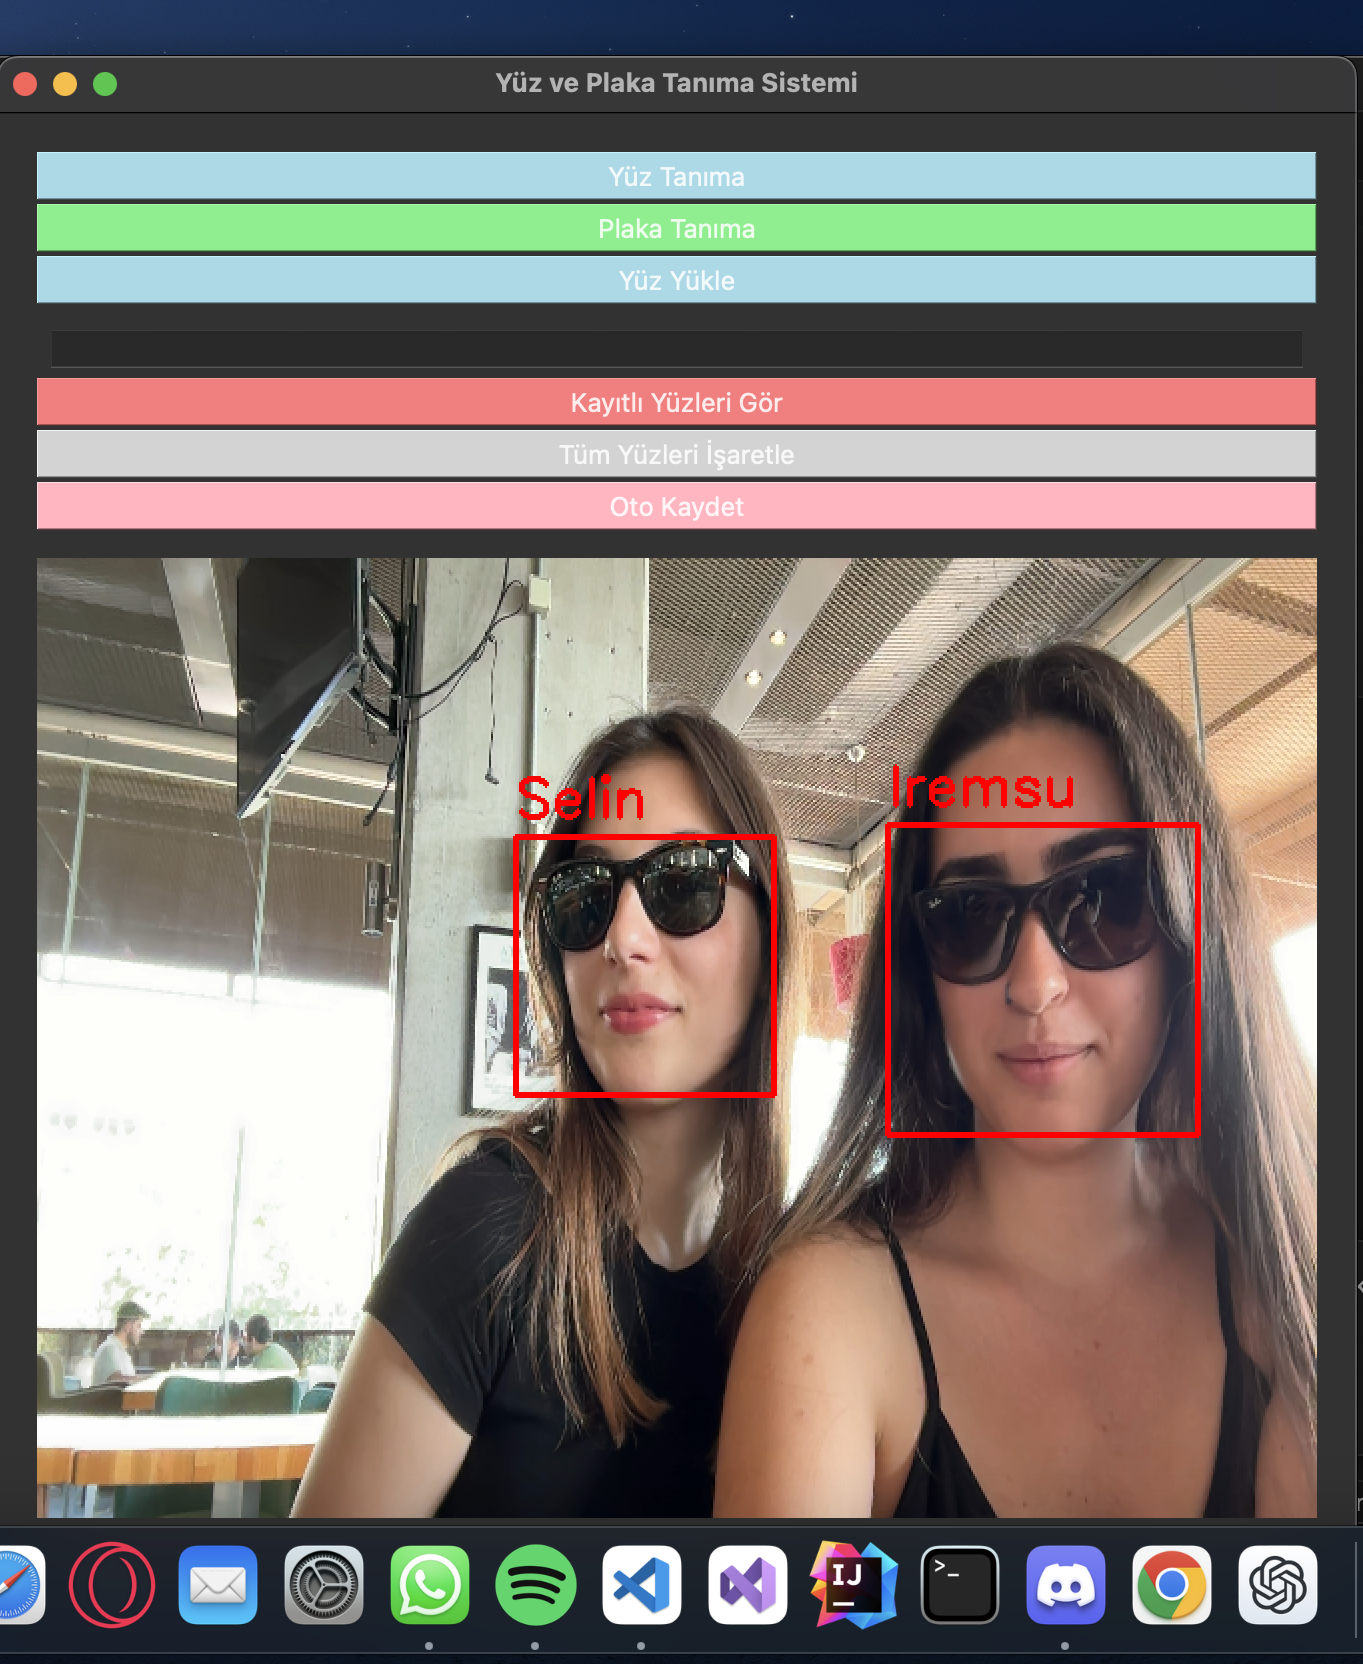 Yüz ve Plaka Tanıma Sistemi
Yüz Tanıma
Plaka Tanıma
Yüz Yükle
Kayıtlı Yüzleri Gör
Tüm Yüzleri İşaretle
Oto Kaydet
Selin
Iremsu
IJ